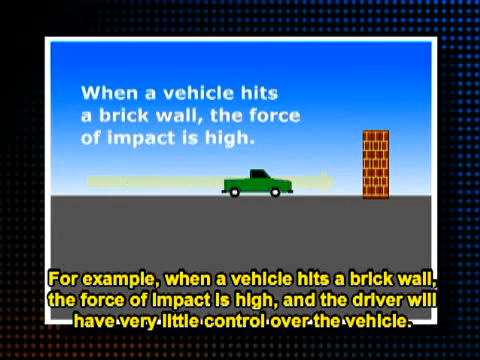 When a vehicle hits
a brick wall, the force
of impact is high.
For example, when a vehicle hits a brick wall,
the force of impact is high, and the driver will
have very little control over the vehicle.